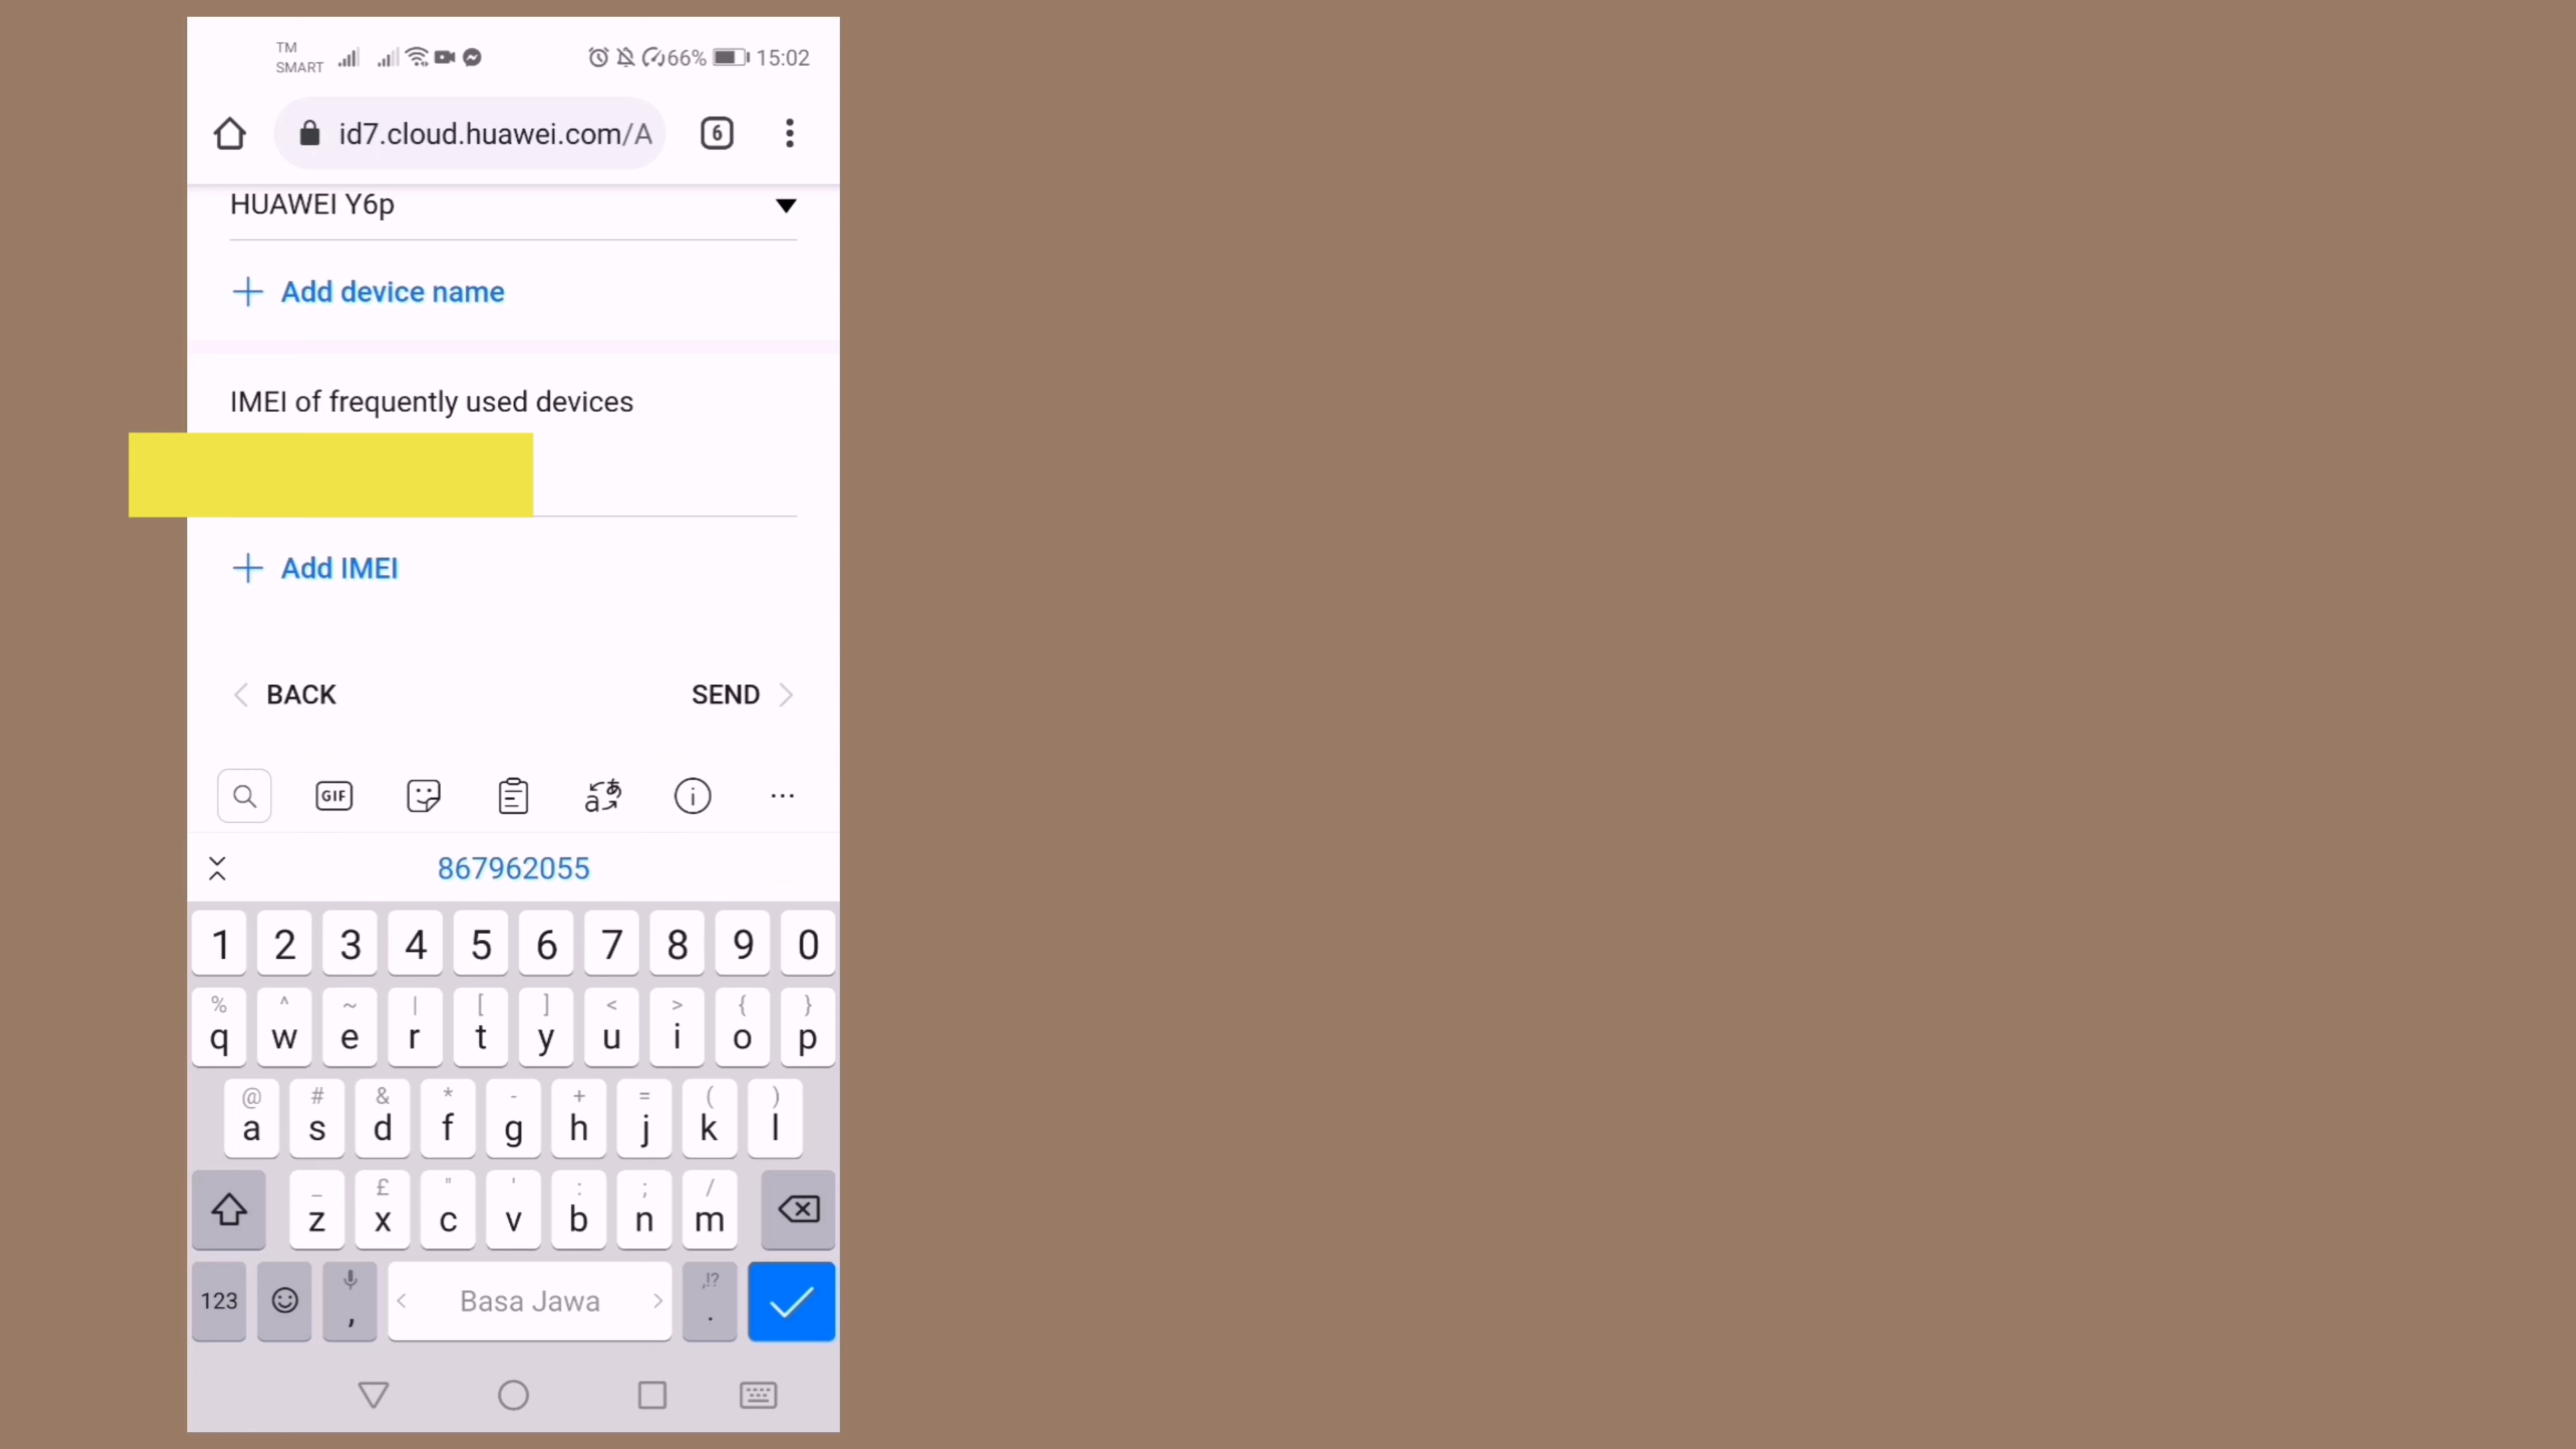 TM
SMART
66% 15:02
id7.cloud.huawei.com/A
6
HUAWEI Y6p
Add device name
IMEI of frequently used devices
Add IMEI
BACK SEND
GIF
a あ
867962055
1 2 3 4 5 6 7 8 9 0
% ^ ~ | [ ] < > { }
q w e r t y u i o p
@ # & * - + = ( )
a s d f g h j k l
_ £ " ' : ; /
z x c v b n m
,!?
123 , Basa Jawa .